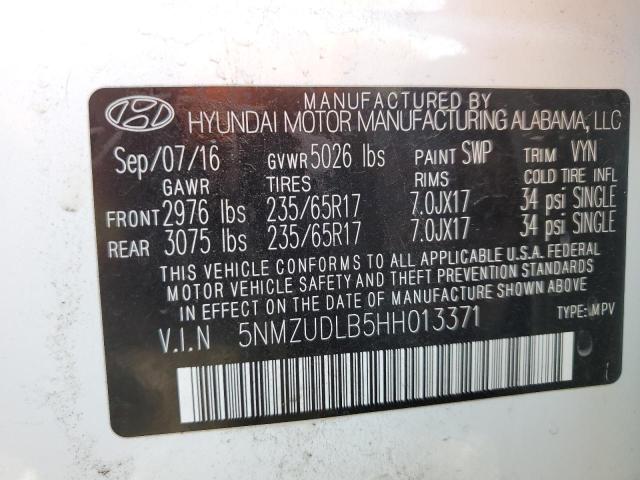 MANUFACTURED BY
HYUNDAI MOTOR MANUFACTURING ALABAMA, LLC
Sep/07/16 GVWR 5026 lbs PAINT SWP TRIM VYN
GAWR TIRES RIMS COLD TIRE INFL
FRONT 2976 lbs 235/65R17 7.0JX17 34 psi SINGLE
REAR 3075 lbs 235/65R17 7.0JX17 34 psi SINGLE
THIS VEHICLE CONFORMS TO ALL APPLICABLE U.S.A. FEDERAL
MOTOR VEHICLE SAFETY AND THEFT PREVENTION STANDARDS
IN EFFECT ON THE DATE OF MANUFACTURE SHOWN ABOVE
V.I.N 5NMZUDLB5HH013371 TYPE: MPV